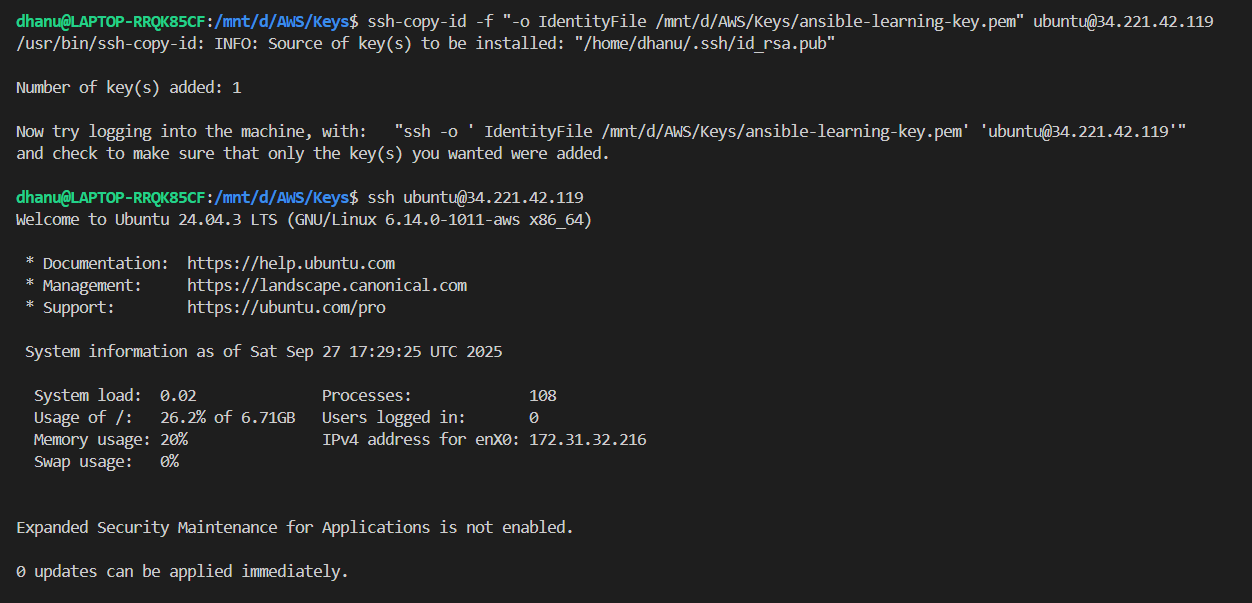 dhanu@LAPTOP-RRQK85CF:/mnt/d/AWS/Keys$ ssh-copy-id -f "-o IdentityFile /mnt/d/AWS/Keys/ansible-learning-key.pem" ubuntu@34.221.42.119
/usr/bin/ssh-copy-id: INFO: Source of key(s) to be installed: "/home/dhanu/.ssh/id_rsa.pub"
Number of key(s) added: 1
Now try logging into the machine, with:   "ssh -o ' IdentityFile /mnt/d/AWS/Keys/ansible-learning-key.pem' 'ubuntu@34.221.42.119'"
and check to make sure that only the key(s) you wanted were added.
dhanu@LAPTOP-RRQK85CF:/mnt/d/AWS/Keys$ ssh ubuntu@34.221.42.119
Welcome to Ubuntu 24.04.3 LTS (GNU/Linux 6.14.0-1011-aws x86_64)
* Documentation:  https://help.ubuntu.com
* Management:     https://landscape.canonical.com
* Support:        https://ubuntu.com/pro
System information as of Sat Sep 27 17:29:25 UTC 2025
System load:  0.02              Processes:             108
Usage of /:   26.2% of 6.71GB   Users logged in:       0
Memory usage: 20%               IPv4 address for enX0: 172.31.32.216
Swap usage:   0%
Expanded Security Maintenance for Applications is not enabled.
0 updates can be applied immediately.